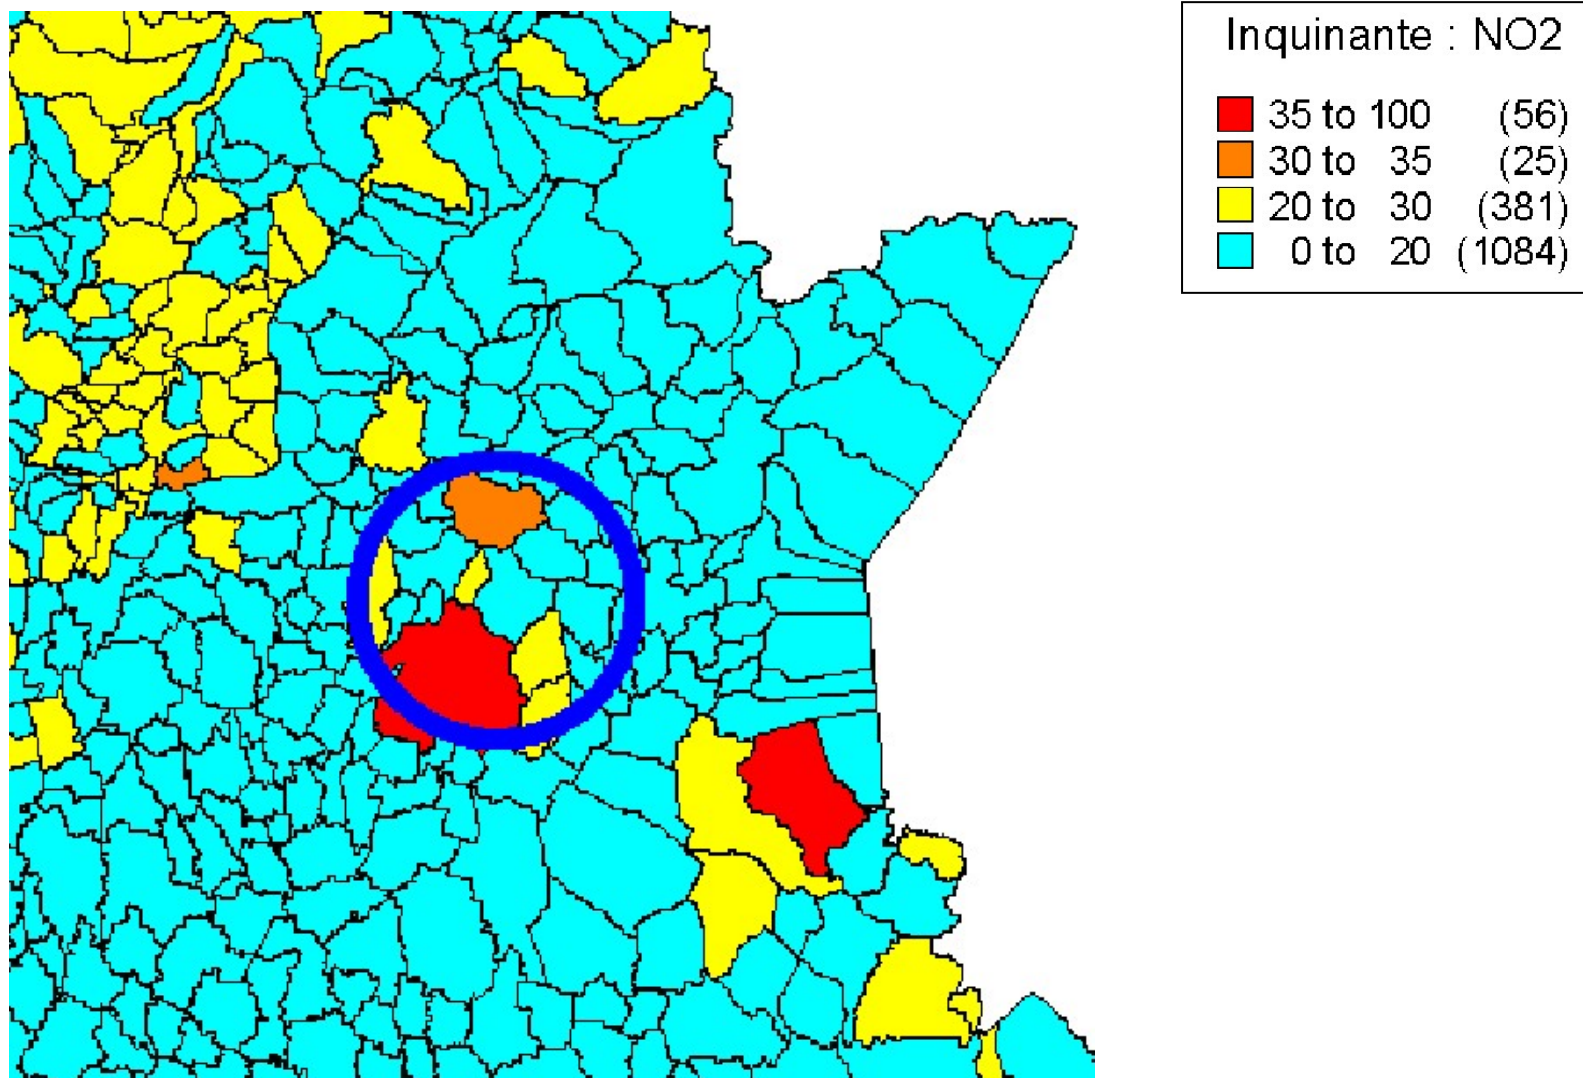 Inquinante : NO2
35 to 100 (56)
30 to 35 (25)
20 to 30 (381)
0 to 20 (1084)